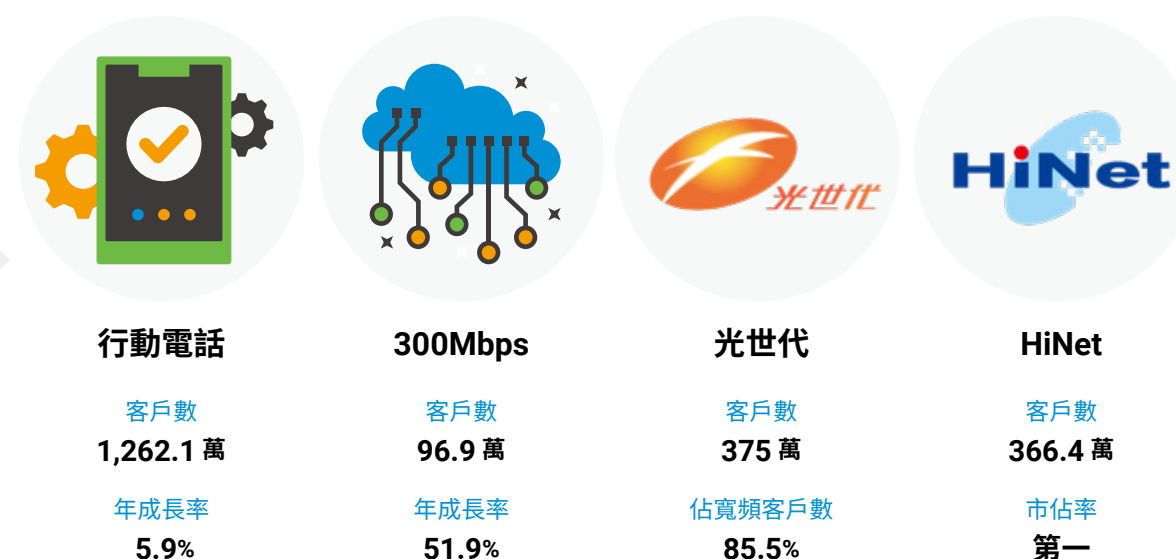 光世代
HiNet
行動電話
客戶數
1,262.1 萬
年成長率
5.9%
300Mbps
客戶數
96.9 萬
年成長率
51.9%
光世代
客戶數
375 萬
佔寬頻客戶數
85.5%
HiNet
客戶數
366.4 萬
市佔率
第一